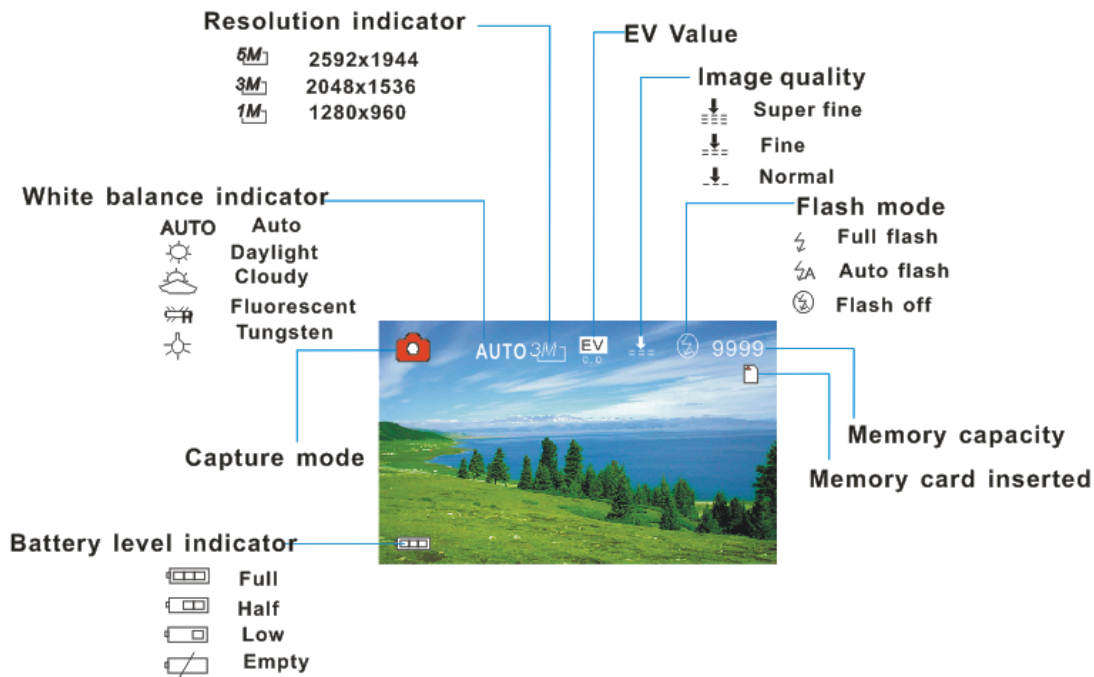 Resolution indicator
5M 2592x1944
3M 2048x1536
1M 1280x960
EV Value
Image quality
Super fine
Fine
Normal
Flash mode
Full flash
A Auto flash
Flash off
White balance indicator
AUTO Auto
Daylight
Cloudy
H Fluorescent
Tungsten
AUTO 3M EV 9999
0.0
Capture mode
Memory capacity
Memory card inserted
Battery level indicator
Full
Half
Low
Empty